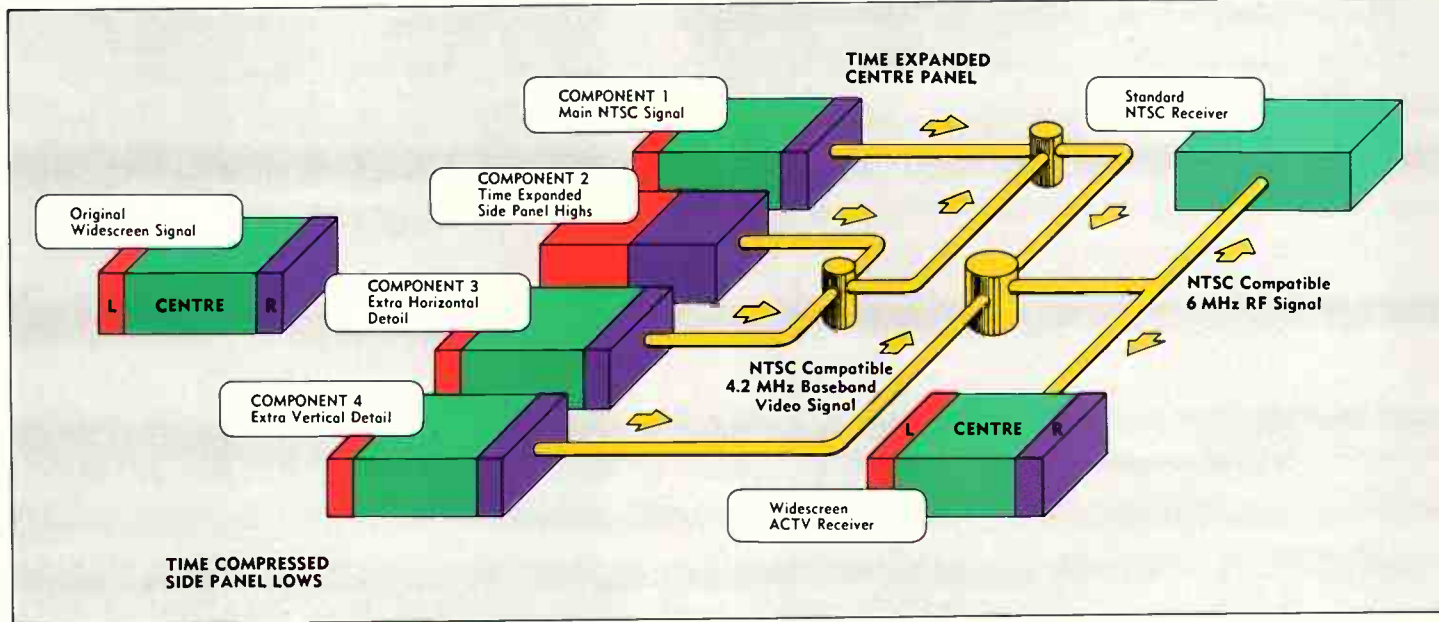 TIME EXPANDED
CENTRE PANEL
COMPONENT 1
Main NTSC Signal
Standard
NTSC Receiver
COMPONENT 2
Time Expanded
Side Panel Highs
Original
Widescreen Signal
L CENTRE R
COMPONENT 3
Extra Horizontal
Detail
NTSC Compatible
6 MHz RF Signal
NTSC Compatible
4.2 MHz Baseband
Video Signal
COMPONENT 4
Extra Vertical Detail
L CENTRE R
Widescreen
ACTV Receiver
TIME COMPRESSED
SIDE PANEL LOWS